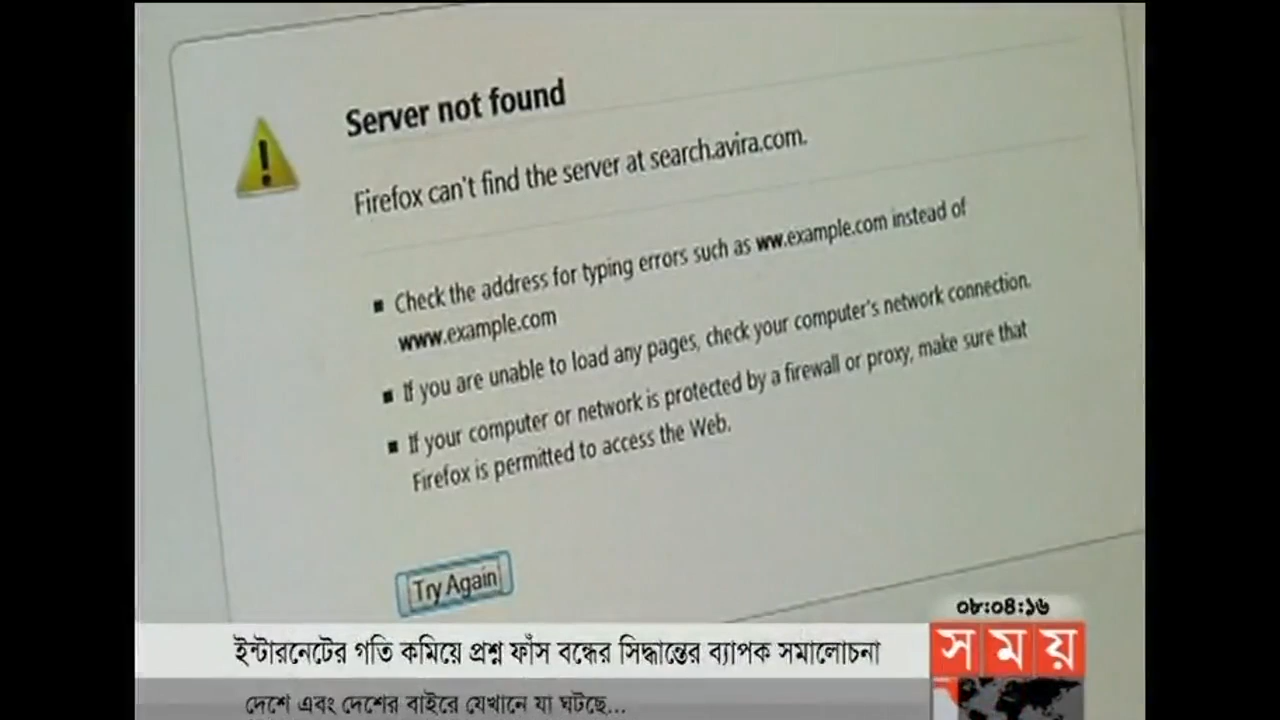 Server not found
Firefox can't find the server at search.avira.com.
Check the address for typing errors such as ww.example.com instead of
www.example.com
If you are unable to load any pages, check your computer's network connection.
If your computer or network is protected by a firewall or proxy, make sure that
Firefox is permitted to access the Web.
Try Again
০৮:০৪:১৬
সময়
ইন্টারনেটের গতি কমিয়ে প্রশ্ন ফাঁস বন্ধের সিদ্ধান্তের ব্যাপক সমালোচনা
দেশে এবং দেশের বাইরে যেখানে যা ঘটছে...